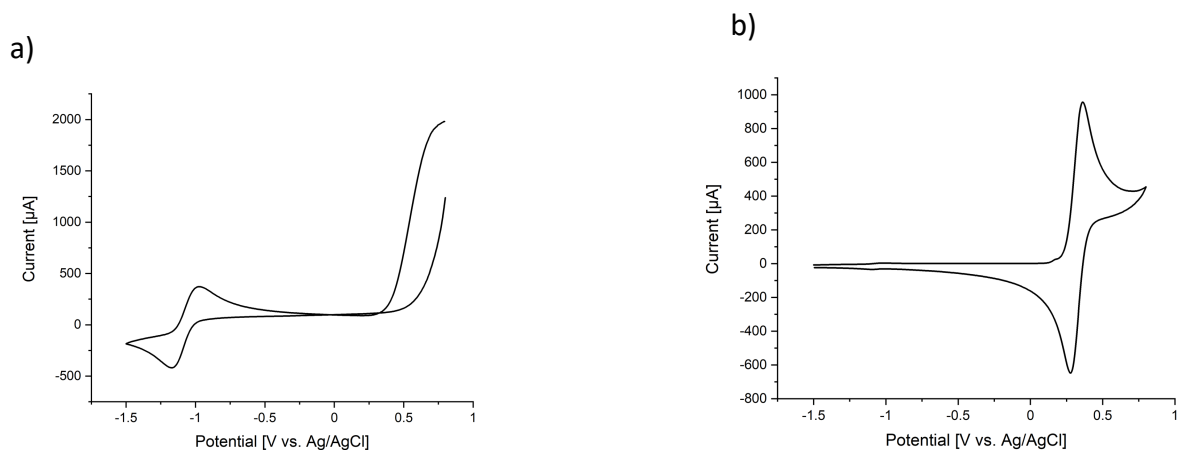 a)
2000
1500
1000
500
0
-500
Current [µA]
-1.5 -1 -0.5 0 0.5 1
Potential [V vs. Ag/AgCl]
b)
1000
800
600
400
200
0
-200
-400
-600
-800
Current [µA]
-1.5 -1 -0.5 0 0.5 1
Potential [V vs. Ag/AgCl]